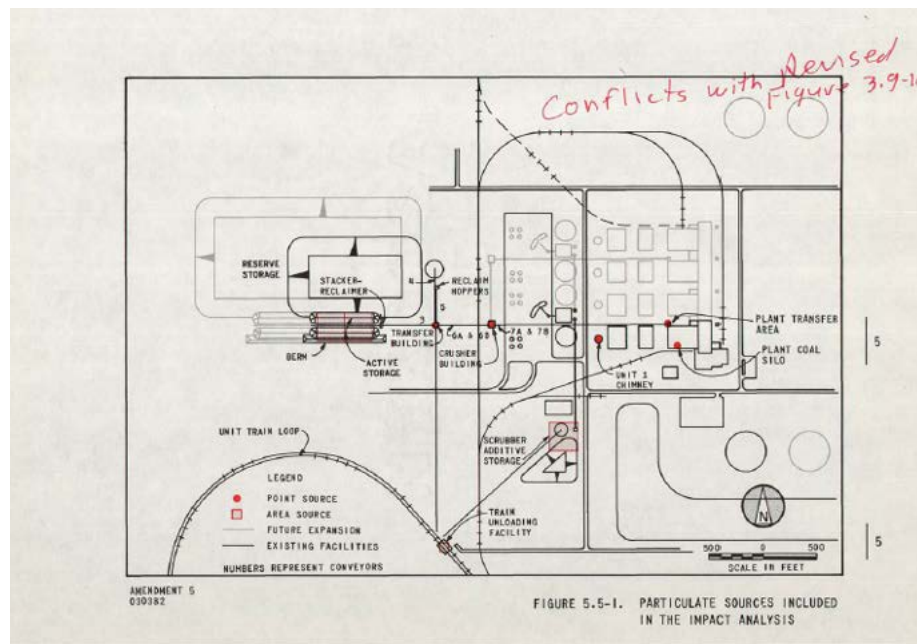 Conflicts with Revised
Figure 3.9-1
RESERVE
STORAGE
STACKER-
RECLAIMER
4
RECLAIM
HOPPERS
5
3
TRANSFER
BUILDING
6A & 6B
CRUSHER
BUILDING
7A & 7B
PLANT TRANSFER
AREA
PLANT COAL
SILO
BERM
ACTIVE
STORAGE
UNIT 1
CHIMNEY
5
UNIT TRAIN LOOP
SCRUBBER
ADDITIVE
STORAGE
LEGEND
POINT SOURCE
AREA SOURCE
FUTURE EXPANSION
EXISTING FACILITIES
NUMBERS REPRESENT CONVEYORS
TRAIN
UNLOADING
FACILITY
N
5
500 0 500
SCALE IN FEET
AMENDMENT 5
030382
FIGURE 5.5-1. PARTICULATE SOURCES INCLUDED
IN THE IMPACT ANALYSIS